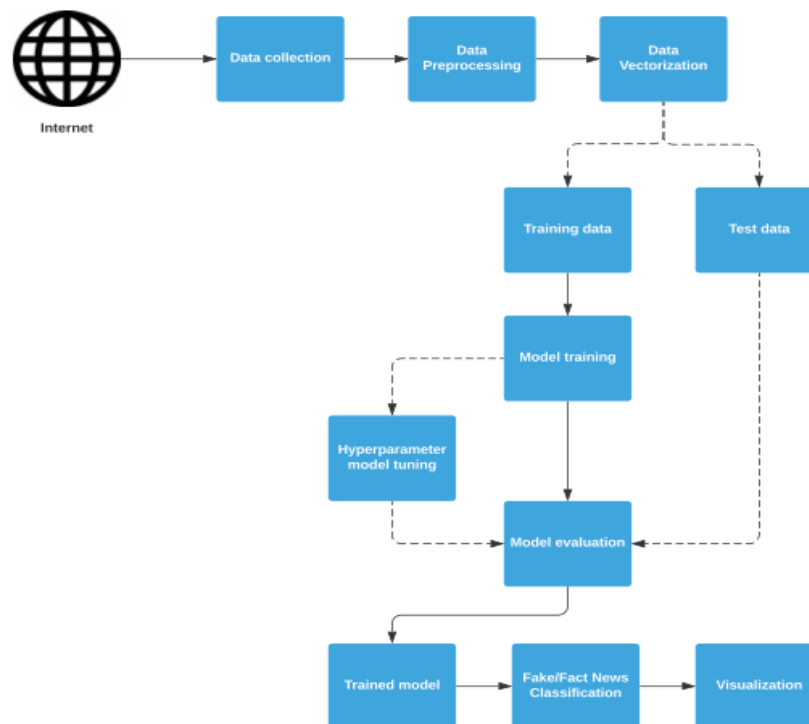 Internet
Data collection
Data
Preprocessing
Data
Vectorization
Training data
Test data
Model training
Hyperparameter
model tuning
Model evaluation
Trained model
Fake/Fact News
Classification
Visualization